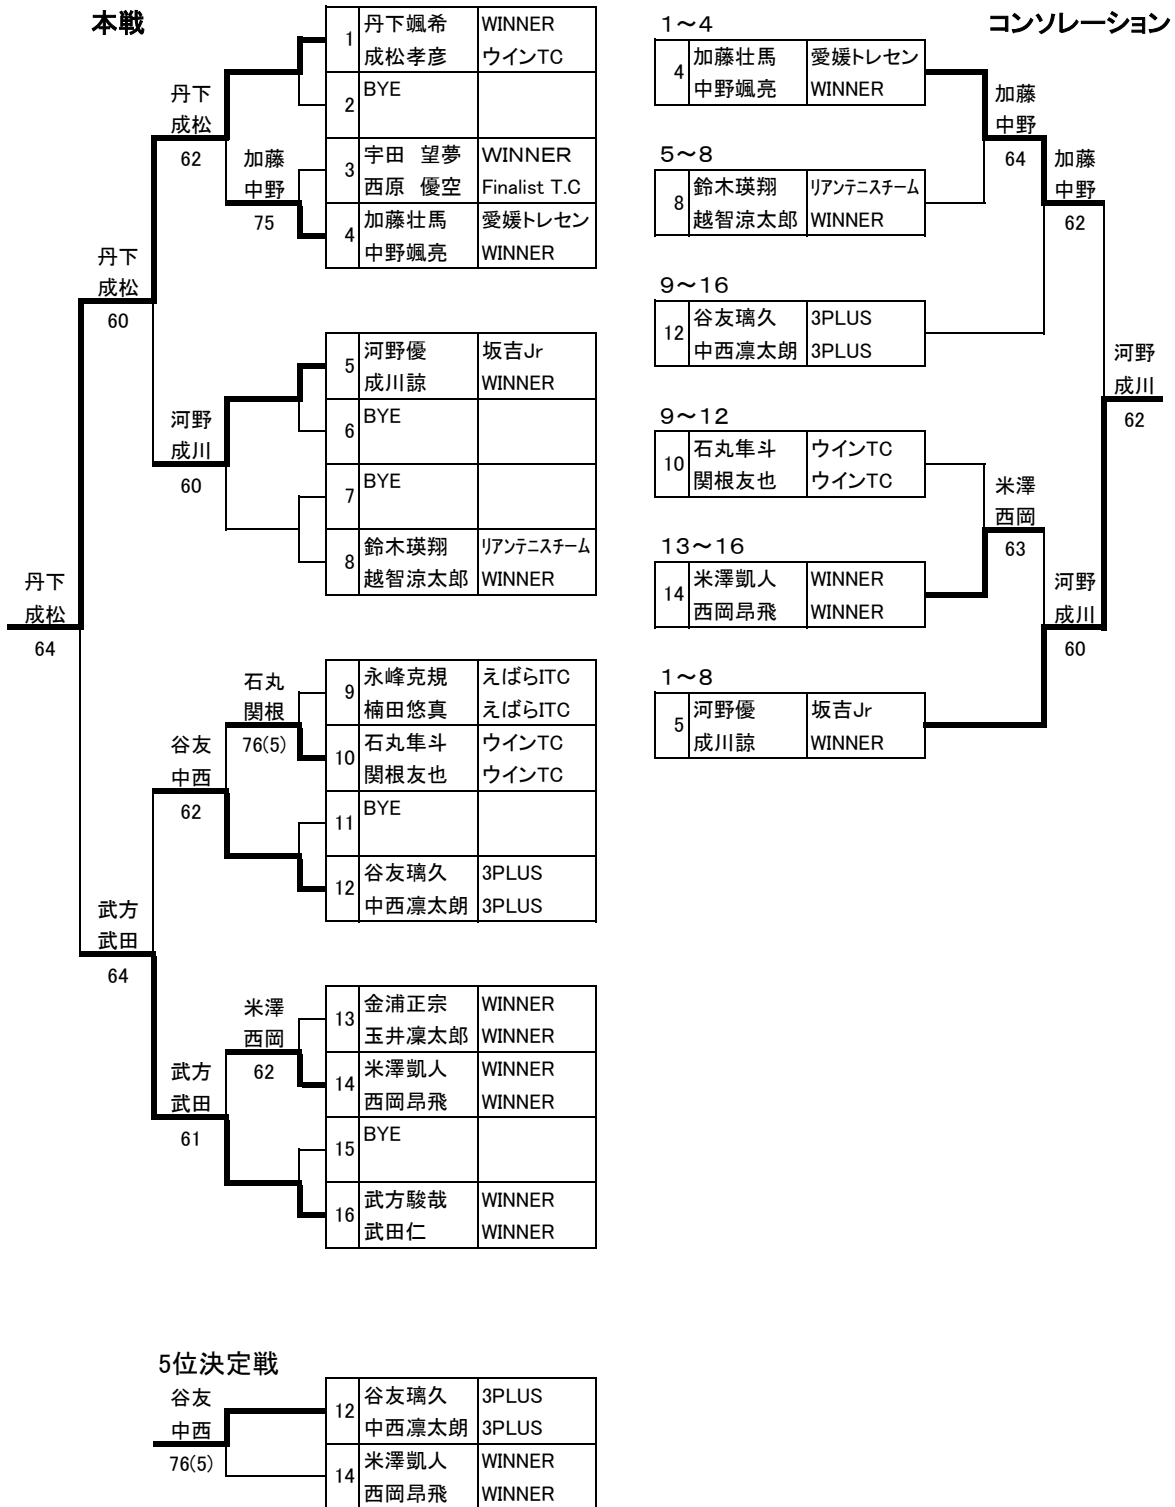 本戦
丹下
成松
62
加藤
中野
75
丹下
成松
60
河野
成川
60
丹下
成松
64
石丸
関根
76(5)
谷友
中西
62
武方
武田
64
米澤
西岡
62
武方
武田
61
1 丹下颯希 WINNER
成松孝彦 ウインTC
2 BYE
3 宇田 望夢 WINNER
西原 優空 Finalist T.C
4 加藤壮馬 愛媛トレセン
中野颯亮 WINNER
5 河野優 坂吉Jr
成川諒 WINNER
6 BYE
7 BYE
8 鈴木瑛翔 リアンテニスチーム
越智涼太郎 WINNER
9 永峰克規 えばらITC
楠田悠真 えばらITC
10 石丸隼斗 ウインTC
関根友也 ウインTC
11 BYE
12 谷友璃久 3PLUS
中西凛太朗 3PLUS
13 金浦正宗 WINNER
玉井凜太郎 WINNER
14 米澤凱人 WINNER
西岡昂飛 WINNER
15 BYE
16 武方駿哉 WINNER
武田仁 WINNER
コンソレーション
1～4
4 加藤壮馬 愛媛トレセン
中野颯亮 WINNER
5～8
8 鈴木瑛翔 リアンテニスチーム
越智涼太郎 WINNER
9～16
12 谷友璃久 3PLUS
中西凛太朗 3PLUS
9～12
10 石丸隼斗 ウインTC
関根友也 ウインTC
13～16
14 米澤凱人 WINNER
西岡昂飛 WINNER
1～8
5 河野優 坂吉Jr
成川諒 WINNER
加藤
中野
64
加藤
中野
62
米澤
西岡
63
河野
成川
60
河野
成川
62
5位決定戦
谷友
中西
76(5)
12 谷友璃久 3PLUS
中西凛太朗 3PLUS
14 米澤凱人 WINNER
西岡昂飛 WINNER